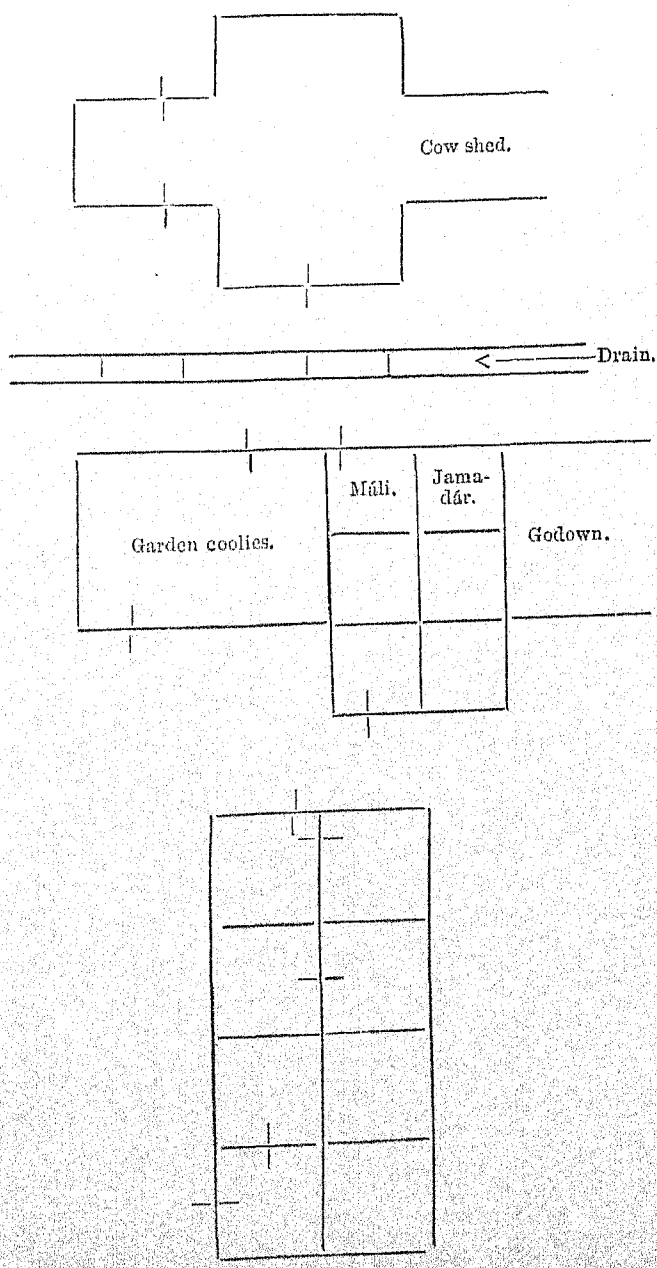 Cow shed.
Drain.
Máli.
Jama-
dár.
Garden coolies.
Godown.